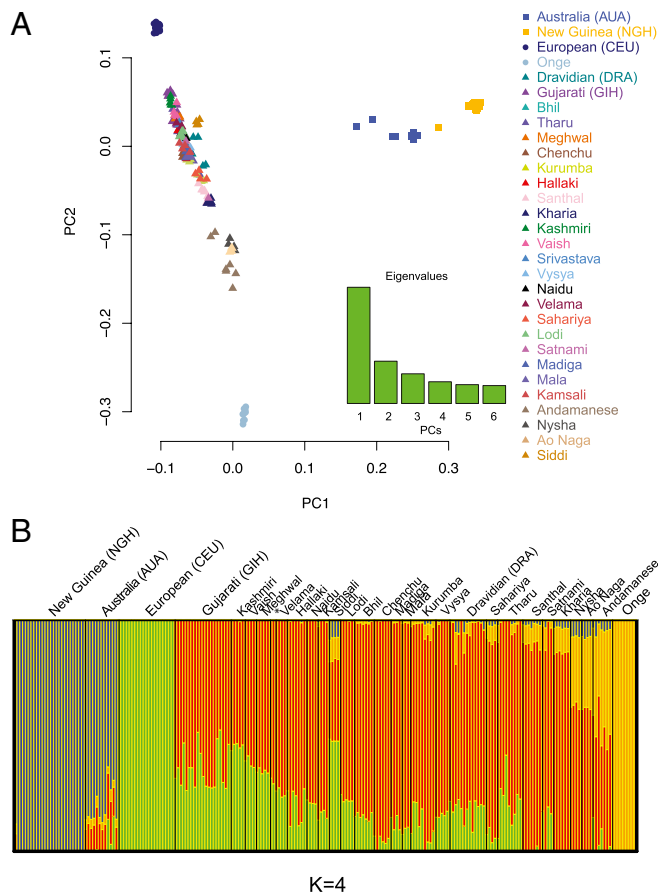 A
PC2
0.1
0.0
−0.1
−0.2
−0.3
−0.1
0.0
0.1
0.2
0.3
PC1
Eigenvalues
1 2 3 4 5 6
PCs
Australia (AUA)
New Guinea (NGH)
European (CEU)
Onge
Dravidian (DRA)
Gujarati (GIH)
Bhil
Tharu
Meghwal
Chenchu
Kurumba
Hallaki
Santhal
Kharia
Kashmiri
Vaish
Srivastava
Vysya
Naidu
Velama
Sahariya
Lodi
Satnami
Madiga
Mala
Kamsali
Andamanese
Nysha
Ao Naga
Siddi
B
New Guinea (NGH)
Australia (AUA)
European (CEU)
Gujarati (GIH)
Kashmiri
Vaish
Meghwal
Velama
Hallaki
Naidu
Kamsali
Siddi
Lodi
Bhil
Chenchu
Madiga
Mala
Kurumba
Vysya
Dravidian (DRA)
Sahariya
Tharu
Santhal
Satnami
Kharia
Nysha
Ao Naga
Andamanese
Onge
K=4